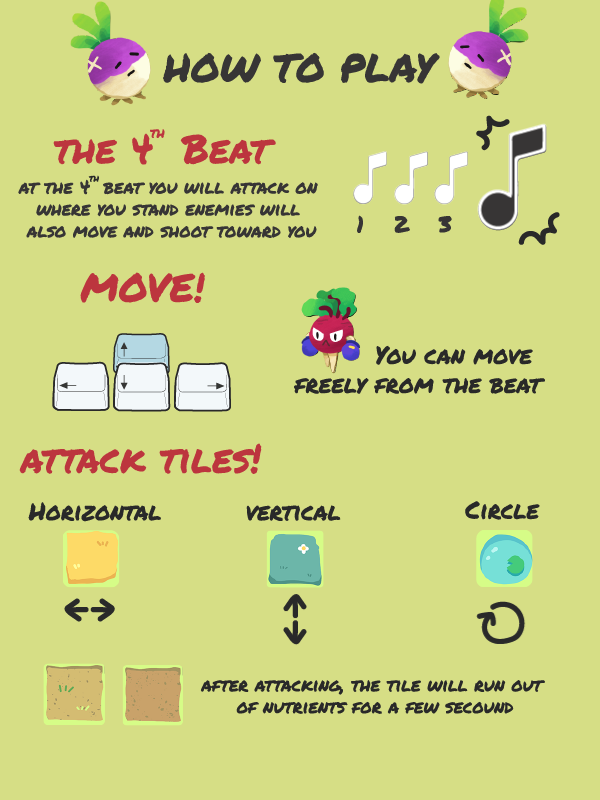 HOW TO PLAY
THE 4TH BEAT
AT THE 4TH BEAT YOU WILL ATTACK ON
WHERE YOU STAND ENEMIES WILL
ALSO MOVE AND SHOOT TOWARD YOU
1 2 3
MOVE!
YOU CAN MOVE
FREELY FROM THE BEAT
ATTACK TILES!
HORIZONTAL VERTICAL CIRCLE
AFTER ATTACKING, THE TILE WILL RUN OUT
OF NUTRIENTS FOR A FEW SECOUND